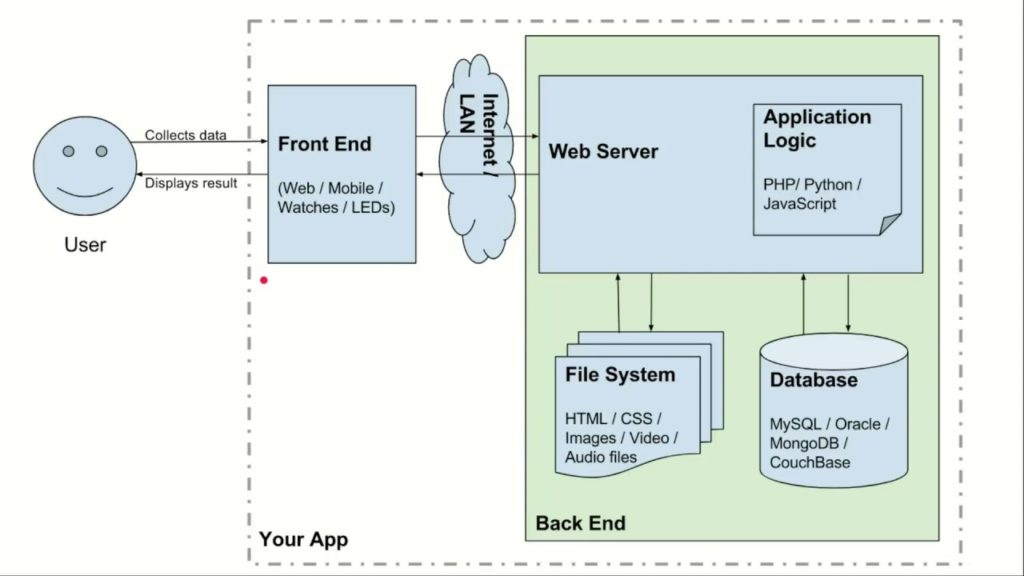 Collects data
Displays result
User
Front End
(Web / Mobile /
Watches / LEDs)
Internet /
LAN
Web Server
Application
Logic
PHP/ Python /
JavaScript
File System
HTML / CSS /
Images / Video /
Audio files
Database
MySQL / Oracle /
MongoDB /
CouchBase
Back End
Your App